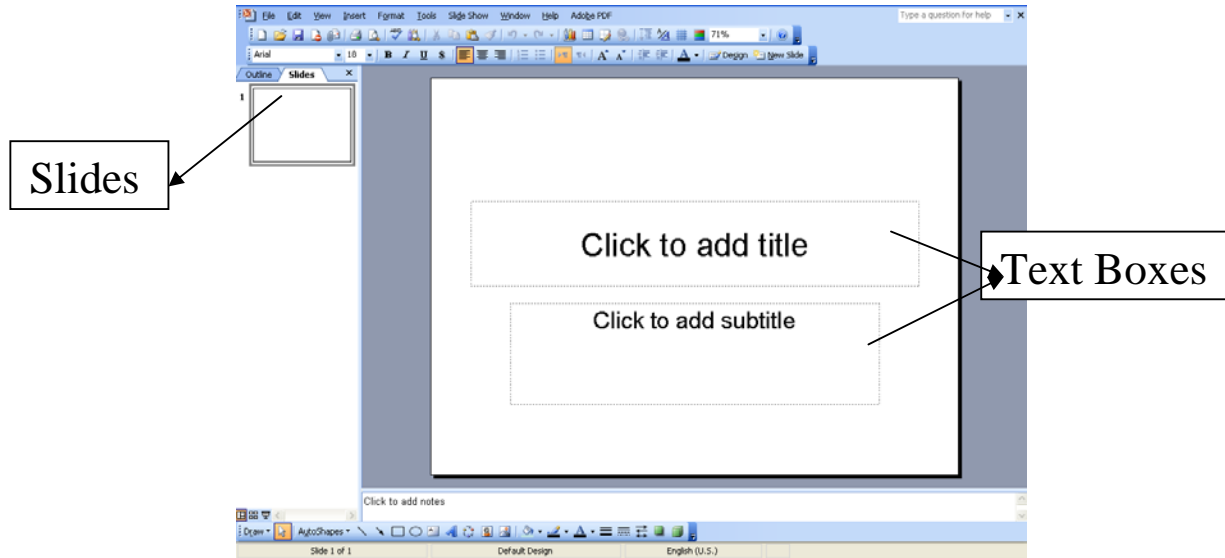 File Edit View Insert Format Tools Slide Show Window Help Adobe PDF Type a question for help
71%
Arial 18 B I U S Design New Slide
Outline Slides
1
Slides
Click to add title
Text Boxes
Click to add subtitle
Click to add notes
Draw AutoShapes
Slide 1 of 1 Default Design English (U.S.)